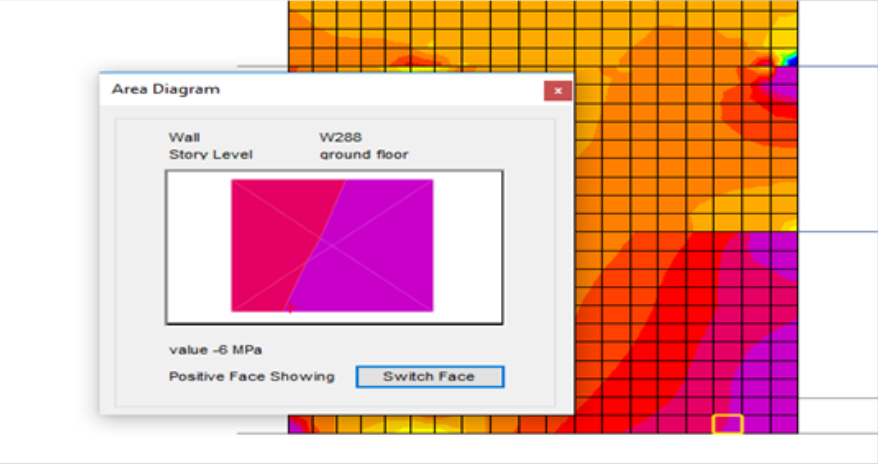 Area Diagram
x
Wall W288
Story Level ground floor
value -6 MPa
Positive Face Showing Switch Face